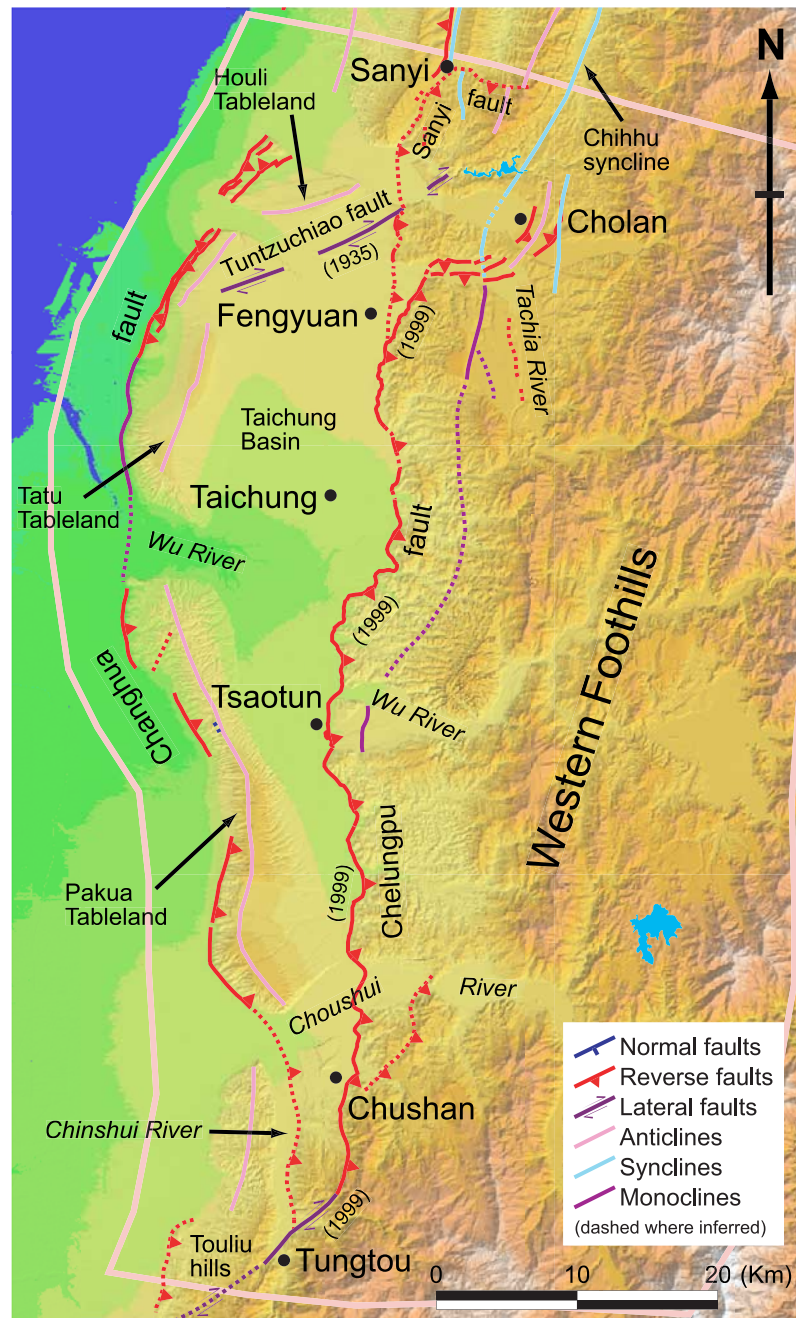 N
Sanyi
Houli
Tableland
fault
Sanyi
Chihhu
syncline
Cholan
Tuntzuchiao fault
(1935)
fault
Fengyuan
(1999)
Tachia River
Taichung
Basin
Tatu
Tableland
Taichung
fault
Wu River
(1999)
Western Foothills
Changhua
Tsaotun
Wu River
Pakua
Tableland
(1999)
Chelungpu
Choushui
River
Chushan
Chinshui River
(1999)
Touliu
hills
Tungtou
Normal faults
Reverse faults
Lateral faults
Anticlines
Synclines
Monoclines
(dashed where inferred)
0 10 20 (Km)